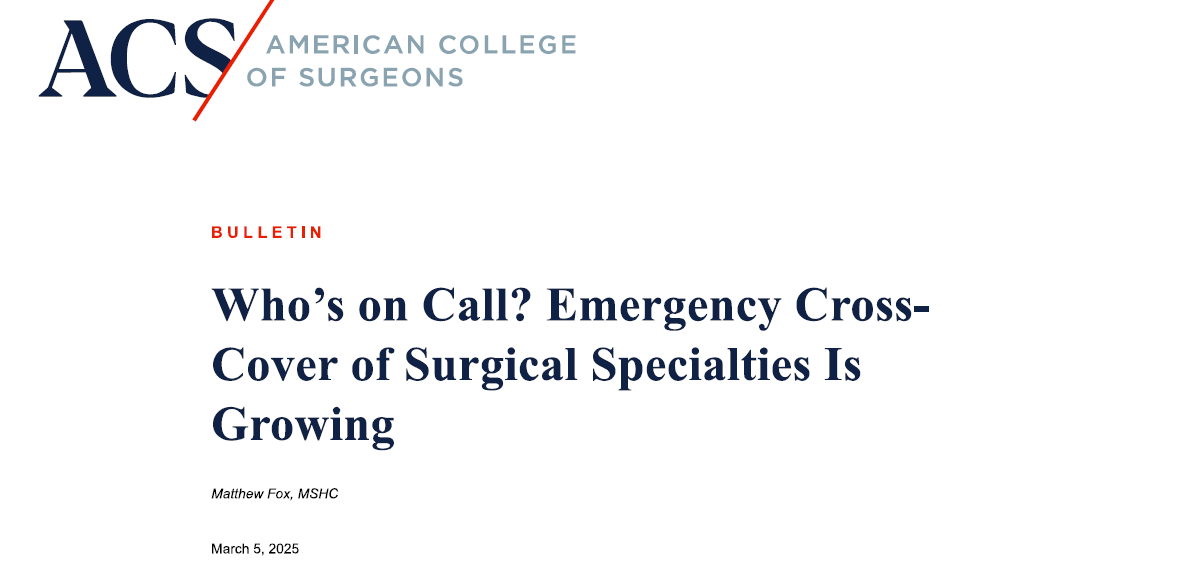 ACS
AMERICAN COLLEGE
OF SURGEONS
BULLETIN
Who’s on Call? Emergency Cross-
Cover of Surgical Specialties Is
Growing
Matthew Fox, MSHC
March 5, 2025